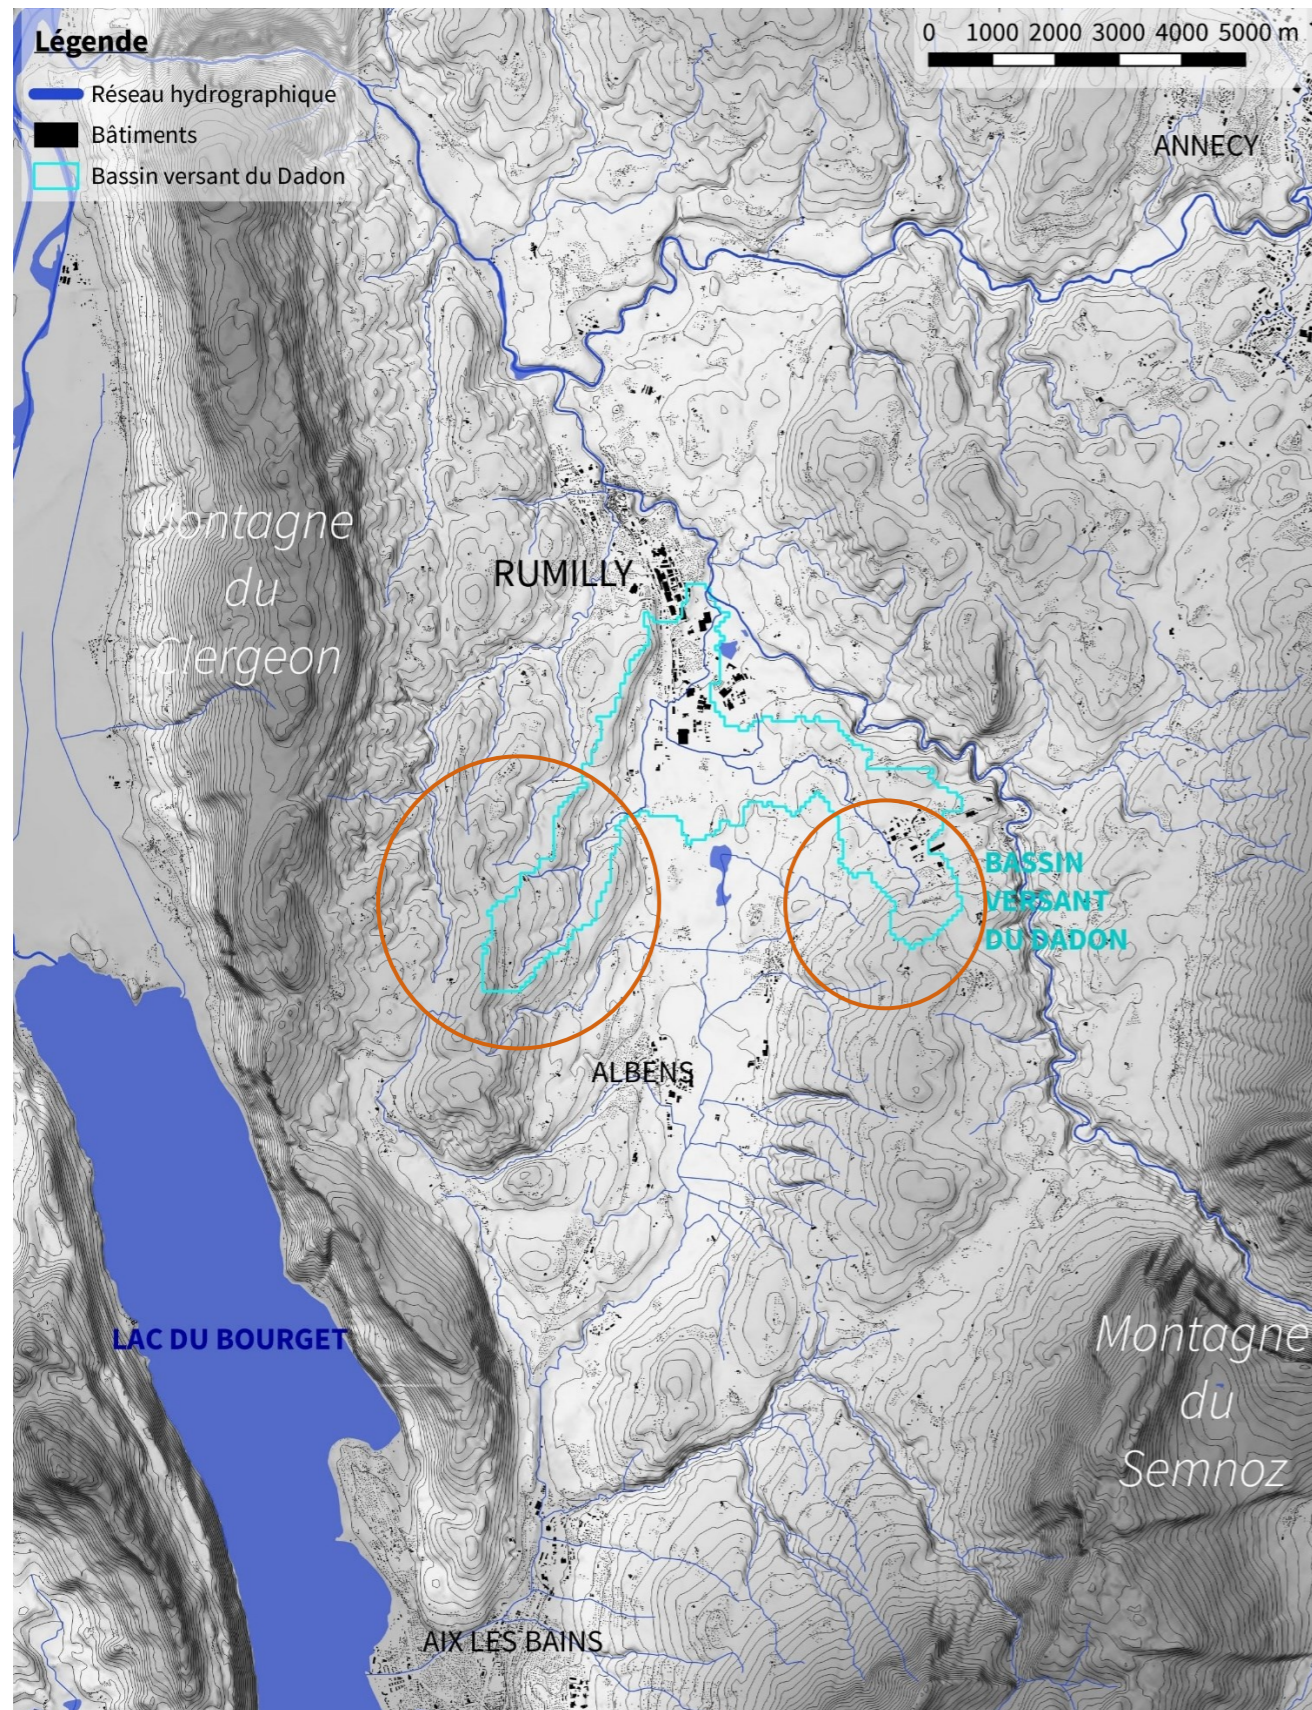 Légende
Réseau hydrographique
Bâtiments
Bassin versant du Dadon
0 1000 2000 3000 4000 5000 m
ANNECY
Montagne
du
Clergeon
RUMILLY
BASSIN
VERSANT
DU DADON
ALBENS
LAC DU BOURGET
Montagne
du
Semnoz
AIX LES BAINS